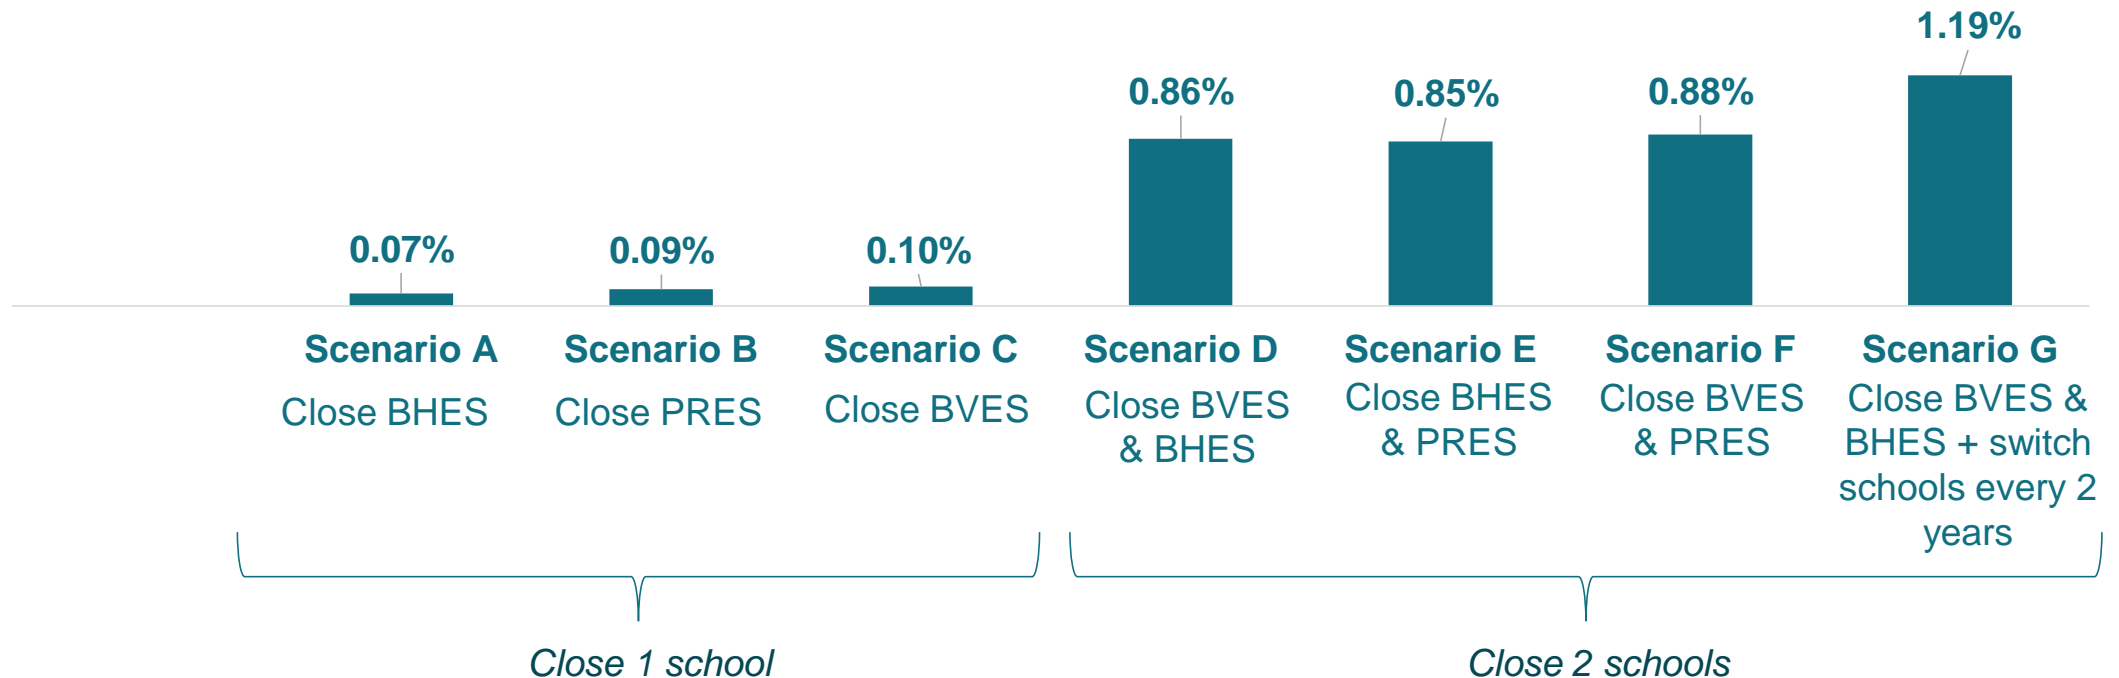 1.19%
0.86%
0.85%
0.88%
0.07%
0.09%
0.10%
Scenario A
Close BHES
Scenario B
Close PRES
Scenario C
Close BVES
Scenario D
Close BVES
& BHES
Scenario E
Close BHES
& PRES
Scenario F
Close BVES
& PRES
Scenario G
Close BVES &
BHES + switch
schools every 2
years
Close 1 school
Close 2 schools